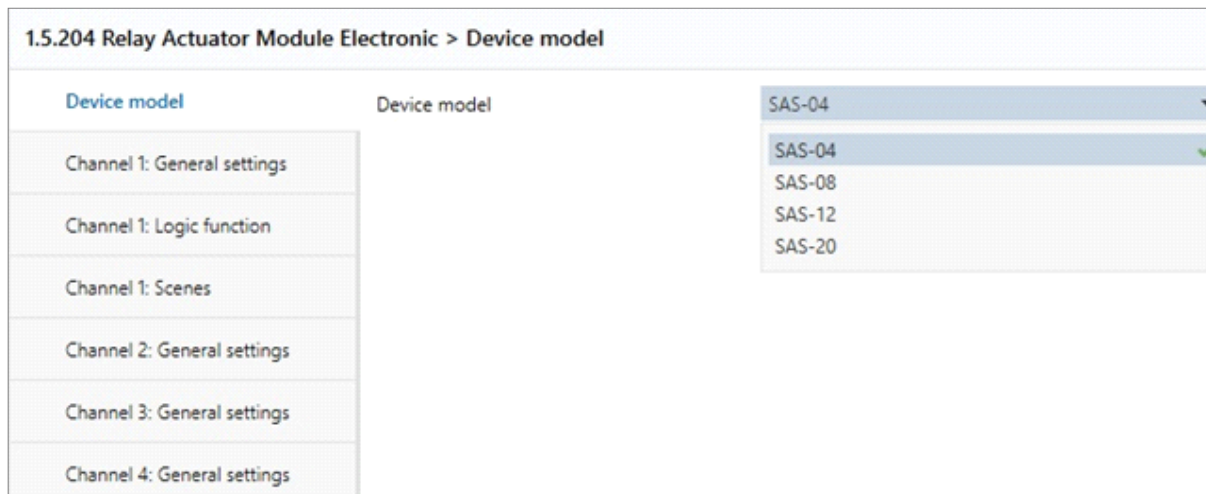 1.5.204 Relay Actuator Module Electronic > Device model
Device model
Device model
SAS-04
SAS-04
SAS-08
SAS-12
SAS-20
Channel 1: General settings
Channel 1: Logic function
Channel 1: Scenes
Channel 2: General settings
Channel 3: General settings
Channel 4: General settings